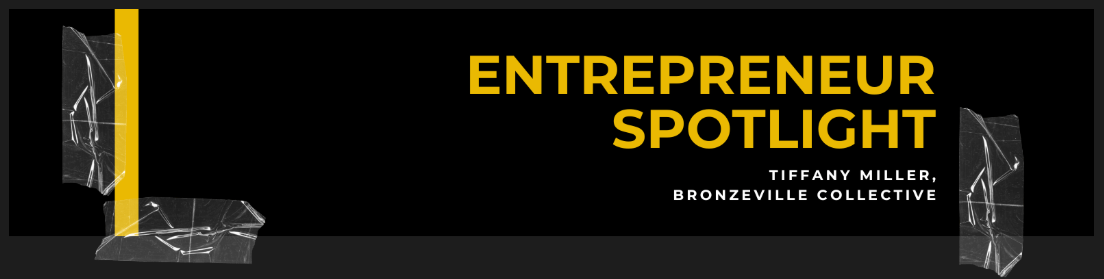 ENTREPRENEUR
SPOTLIGHT
TIFFANY MILLER,
BRONZEVILLE COLLECTIVE